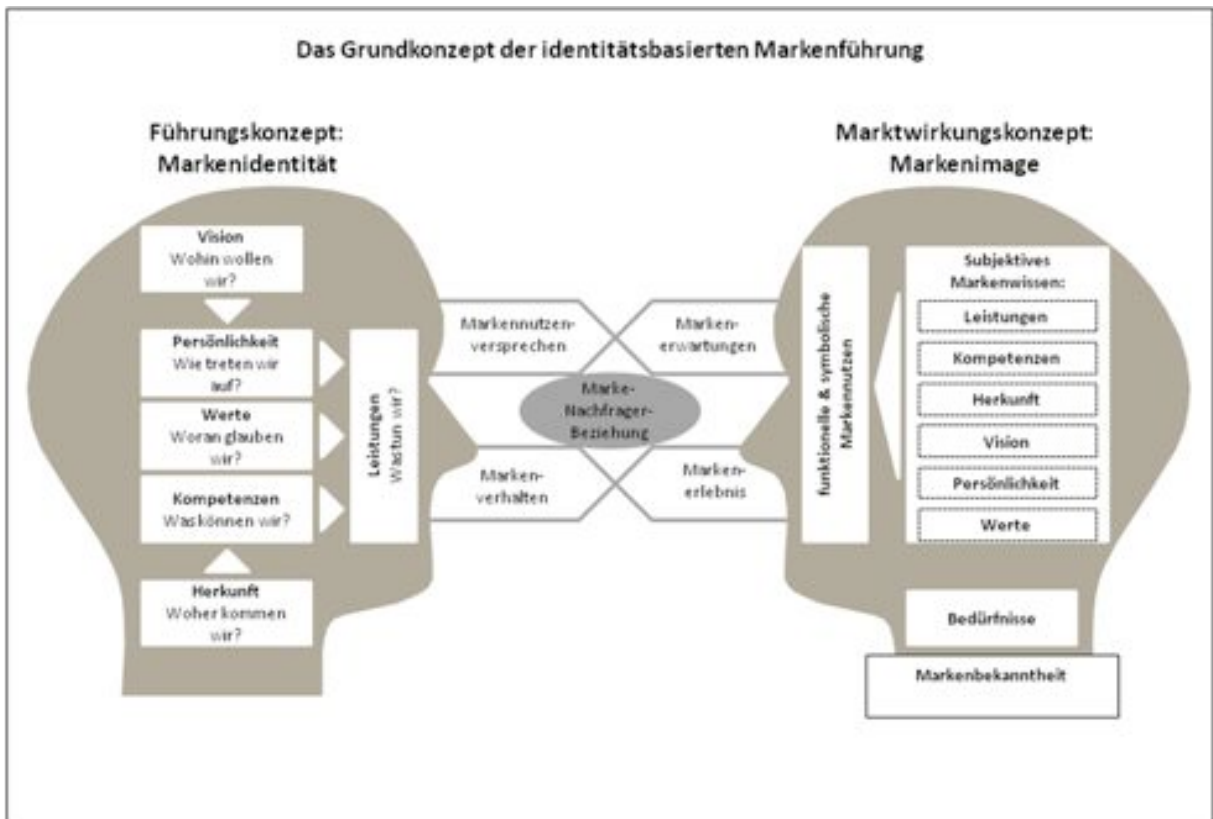 Das Grundkonzept der identitätsbasierten Markenführung
Führungskonzept:
Markenidentität
Vision
Wohin wollen
wir?
Persönlichkeit
Wie treten wir
auf?
Werte
Woran glauben
wir?
Kompetenzen
Was können wir?
Herkunft
Woher kommen
wir?
Leistungen
Was tun wir?
Markennutzen-
versprechen
Marken-
erwartungen
Marke-
Nachfrager-
Beziehung
Marken-
verhalten
Marken-
erlebnis
Marktwirkungskonzept:
Markenimage
funktionelle & symbolische
Markennutzen
Subjektives
Markenwissen:
Leistungen
Kompetenzen
Herkunft
Vision
Persönlichkeit
Werte
Bedürfnisse
Markenbekanntheit